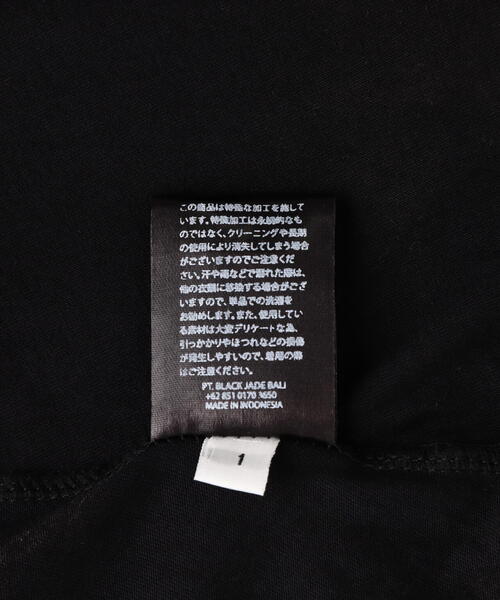 この商品は特殊な加工を施して
います。特殊加工は永続的なも
のではなく、クリーニングや長期
の使用により消失してしまう場合
がございますのでご注意くだ
さい。汗や雨などで濡れた際は、
他の衣類に移染する場合がござ
いますので、単品での洗濯を
お勧めします。また、使用してい
る素材は大変デリケートな為、
引っかかりやほつれなどの損傷
が発生しやすいので、着用の際
はご注意ください。
PT. BLACK JADE BALI
+62 851 0170 3650
MADE IN INDONESIA
1